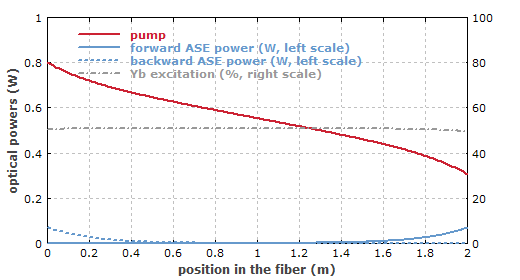 1
0.8
0.6
0.4
0.2
0
100
80
60
40
20
0
0 0.2 0.4 0.6 0.8 1 1.2 1.4 1.6 1.8 2
optical powers (W)
position in the fiber (m)
pump
forward ASE power (W, left scale)
backward ASE power (W, left scale)
Yb excitation (%, right scale)